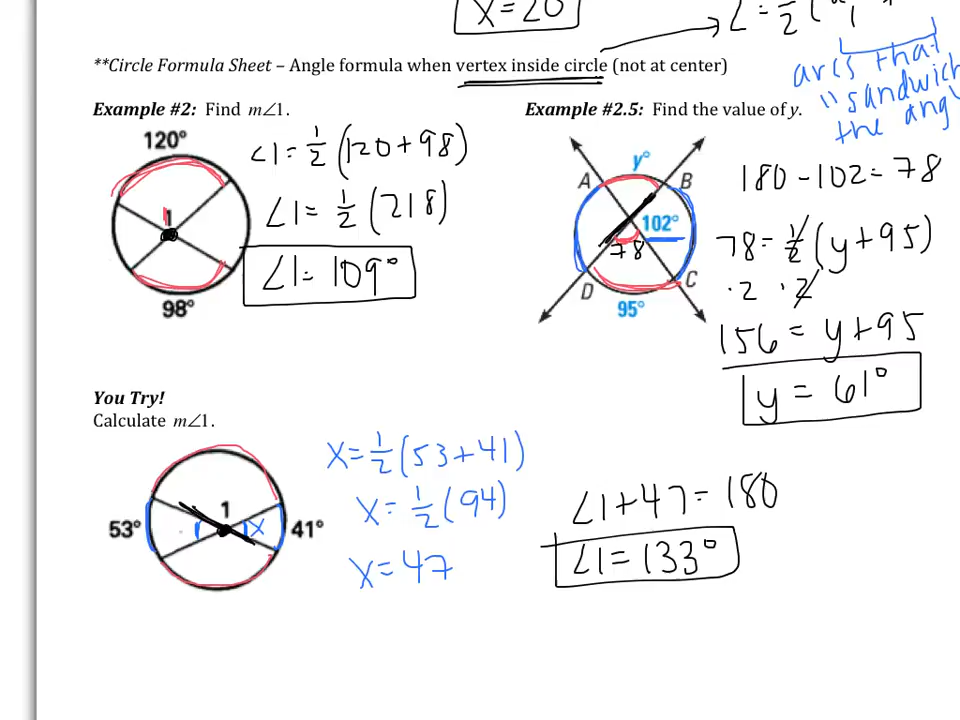 x = 20
∠ = 1/2 (
**Circle Formula Sheet – Angle formula when vertex inside circle (not at center)
arcs that
"sandwich
the ang
Example #2: Find m∠1.
120°
1
98°
∠1 = 1/2 (120 + 98)
∠1 = 1/2 (218)
∠1 = 109°
Example #2.5: Find the value of y.
y°
A
B
102°
78
D
C
95°
180 - 102 = 78
78 = 1/2 (y + 95)
·2 ·2
156 = y + 95
y = 61°
You Try!
Calculate m∠1.
1
53°
x
41°
x = 1/2 (53 + 41)
x = 1/2 (94)
x = 47
∠1 + 47 = 180
∠1 = 133°